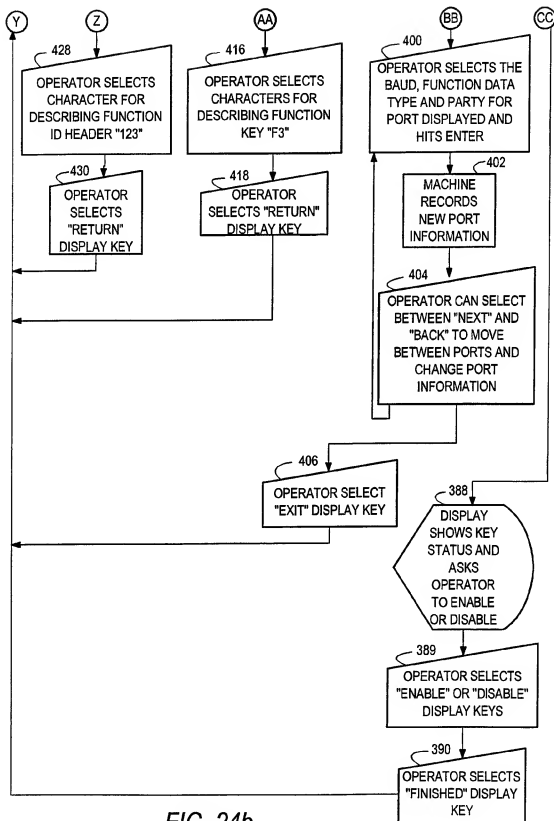 Y
Z
AA
BB
CC
428
OPERATOR SELECTS
CHARACTER FOR
DESCRIBING FUNCTION
ID HEADER "123"
416
OPERATOR SELECTS
CHARACTERS FOR
DESCRIBING FUNCTION
KEY "F3"
400
OPERATOR SELECTS THE
BAUD, FUNCTION DATA
TYPE AND PARTY FOR
PORT DISPLAYED AND
HITS ENTER
430
OPERATOR
SELECTS
"RETURN"
DISPLAY KEY
418
OPERATOR
SELECTS "RETURN"
DISPLAY KEY
402
MACHINE
RECORDS
NEW PORT
INFORMATION
404
OPERATOR CAN SELECT
BETWEEN "NEXT" AND
"BACK" TO MOVE
BETWEEN PORTS AND
CHANGE PORT
INFORMATION
406
OPERATOR SELECT
"EXIT" DISPLAY KEY
388
DISPLAY
SHOWS KEY
STATUS AND
ASKS
OPERATOR
TO ENABLE
OR DISABLE
389
OPERATOR SELECTS
"ENABLE" OR "DISABLE"
DISPLAY KEYS
390
OPERATOR SELECTS
"FINISHED" DISPLAY
KEY
FIG. 24b